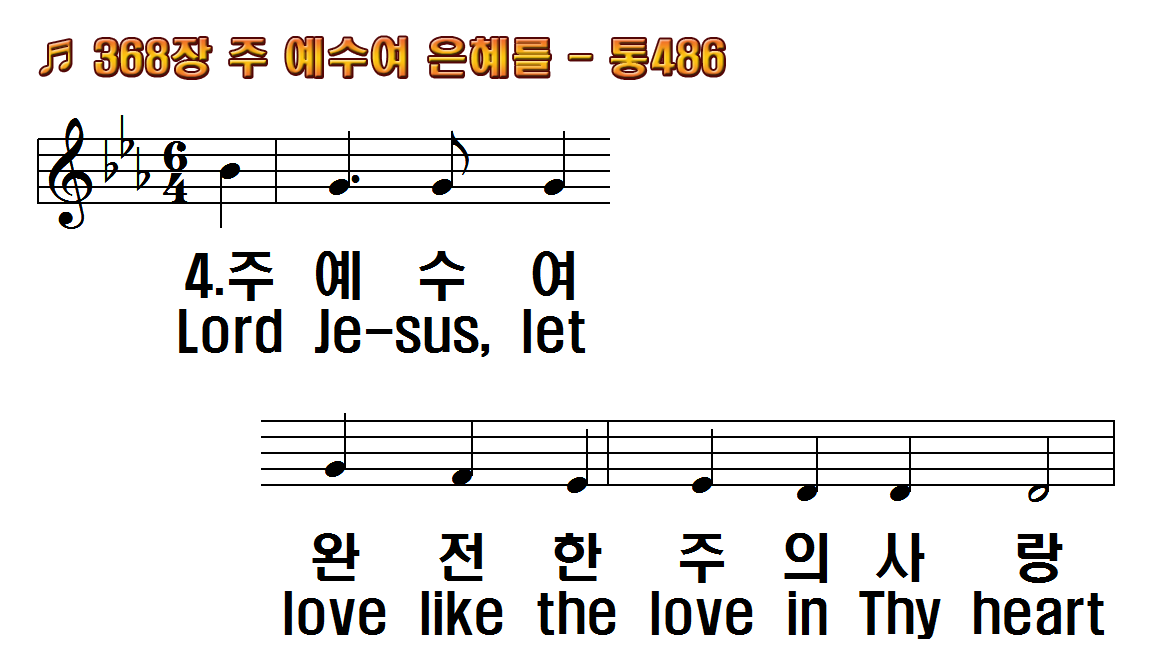 ♬ 368장 주 예수여 은혜를 - 통486
6
4
4.주 예 수 여
Lord Je-sus, let
완 전 한 주 의 사 랑
love like the love in Thy heart